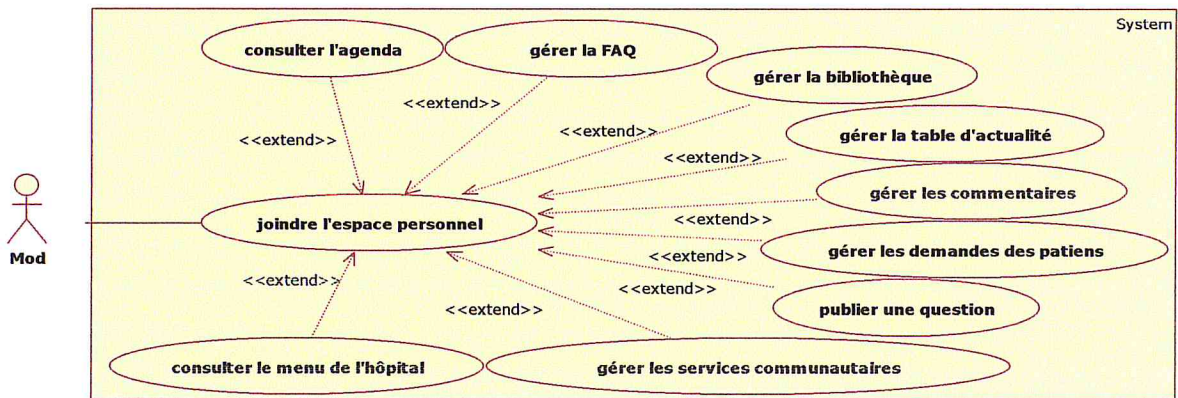 System
consulter l'agenda
gérer la FAQ
gérer la bibliothèque
<<extend>>
<<extend>>
<<extend>>
gérer la table d'actualité
<<extend>>
gérer les commentaires
joindre l'espace personnel
<<extend>>
Mod
gérer les demandes des patiens
<<extend>>
<<extend>>
<<extend>>
publier une question
<<extend>>
consulter le menu de l'hôpital
gérer les services communautaires